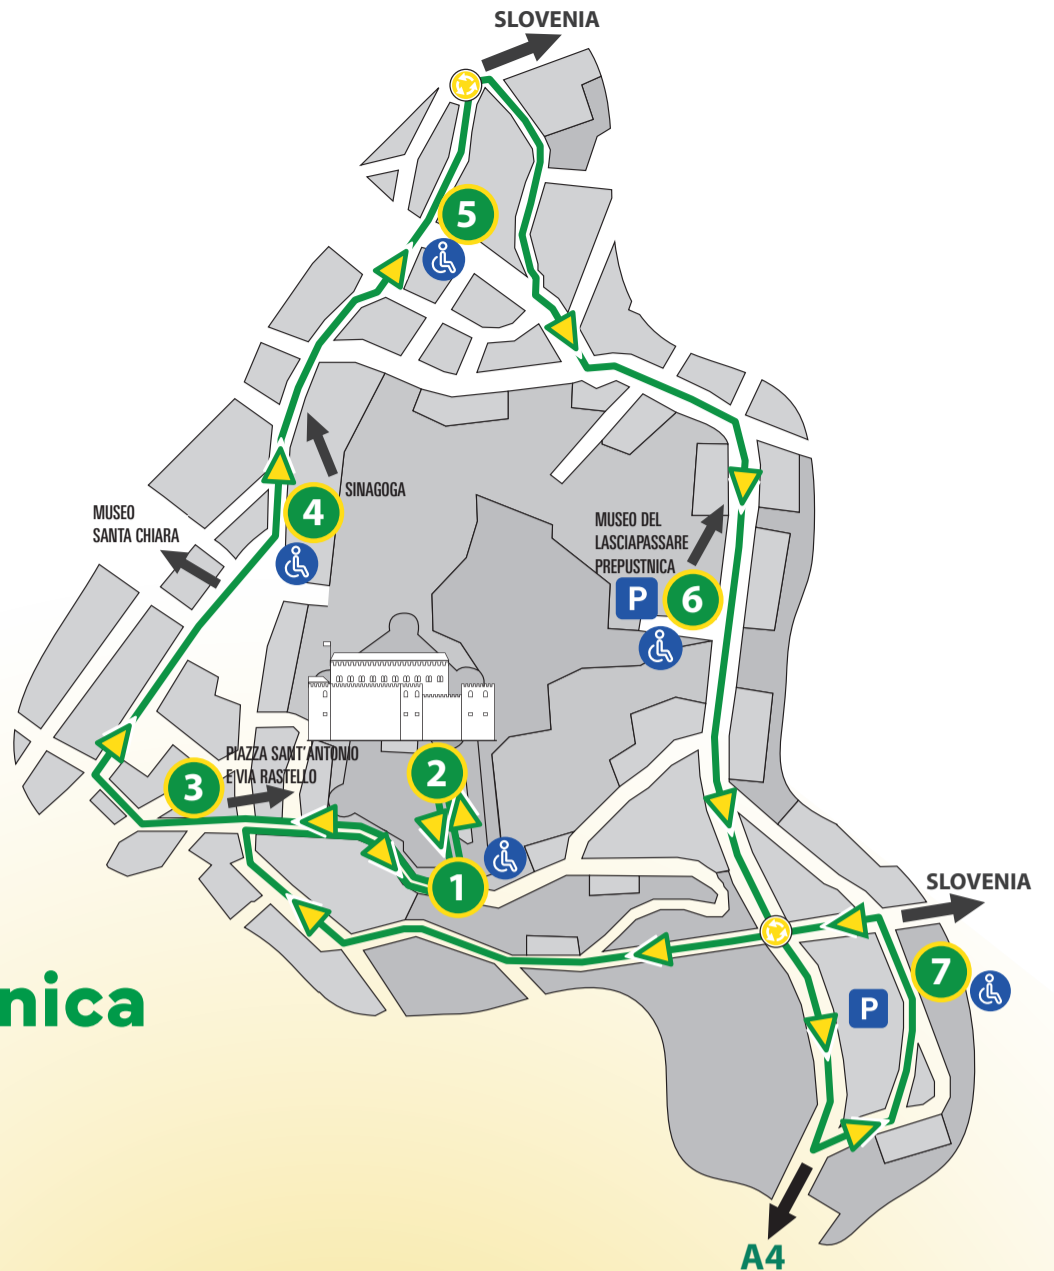 SLOVENIA
5
SINAGOGA
4
MUSEO
SANTA CHIARA
MUSEO DEL
LASCIAPASSARE
PREPUSTNICA
P
6
PIAZZA SANT'ANTONIO
E VIA RASTELLO
3
2
1
SLOVENIA
7
P
nica
A4